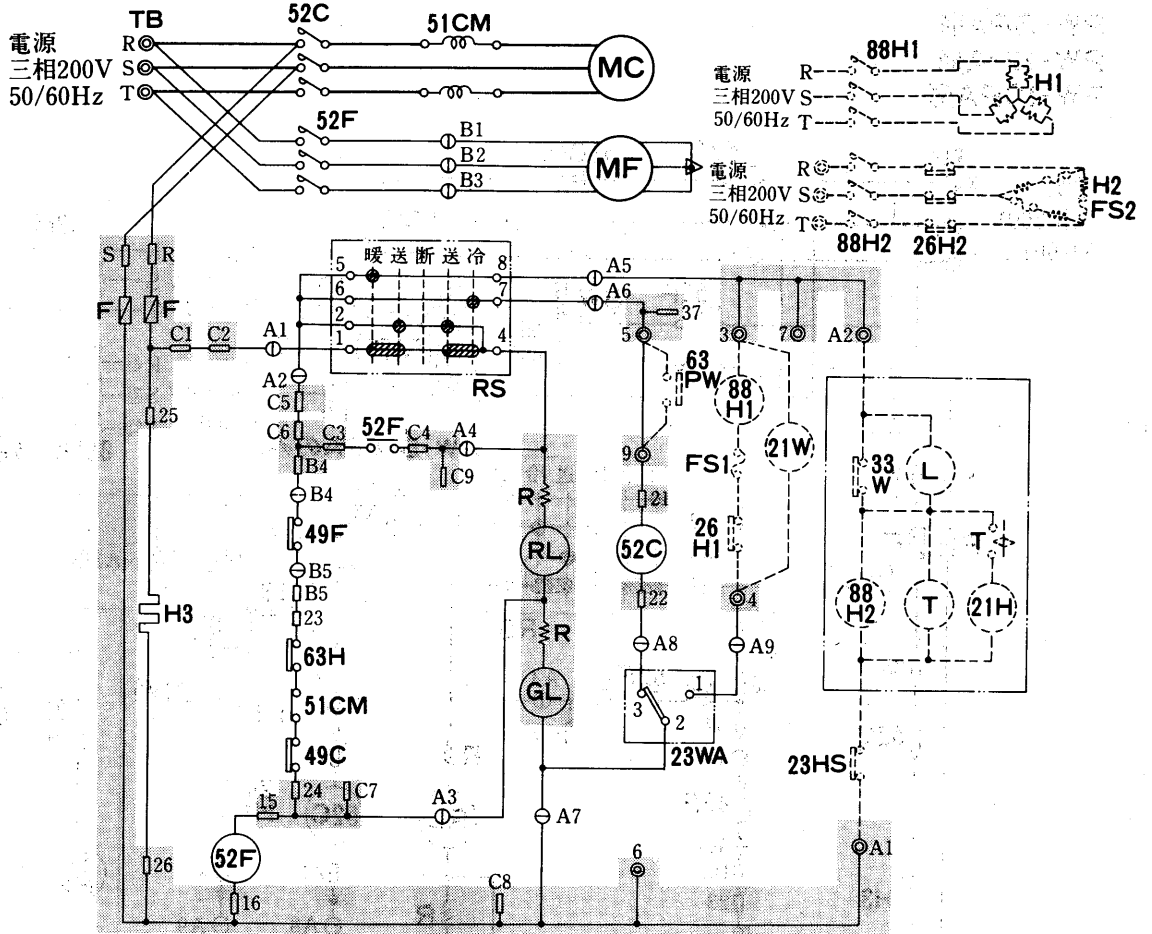 TB
52C
51CM
電源
三相200V
50/60Hz
R
S
T
MC
52F
B1
B2
B3
MF
電源
三相200V
50/60Hz
R
S
T
88H1
H1
電源
三相200V
50/60Hz
R
S
T
88H2
26H2
H2
FS2
S
R
F
F
C1
C2
A1
暖 送 断 送 冷
5
8
6
7
2
1
4
RS
A5
A6
37
5
3
7
A2
A2
C5
C6
C3
52F
C4
A4
C9
25
B4
B4
49F
B5
B5
23
63H
51CM
49C
24
C7
15
A3
52F
16
H3
26
R
RL
R
GL
A7
C8
6
63
PW
9
21
52C
22
A8
88
H1
21W
FS1
26
H1
4
A9
1
3
2
23WA
33
W
L
T
88
H2
T
21H
23HS
A1